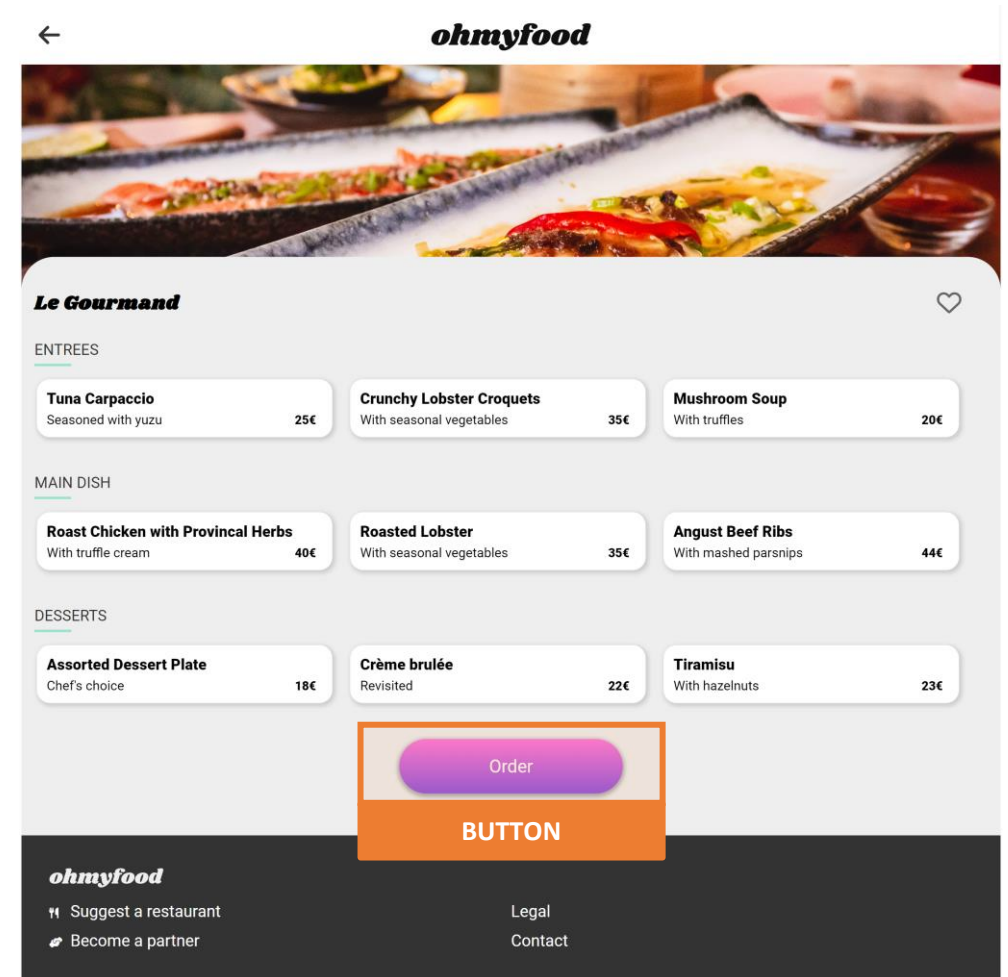 ohmyfood
Le Gourmand
ENTREES
Tuna Carpaccio
Seasoned with yuzu 25€
Crunchy Lobster Croquets
With seasonal vegetables 35€
Mushroom Soup
With truffles 20€
MAIN DISH
Roast Chicken with Provincal Herbs
With truffle cream 40€
Roasted Lobster
With seasonal vegetables 35€
Angust Beef Ribs
With mashed parsnips 44€
DESSERTS
Assorted Dessert Plate
Chef's choice 18€
Crème brulée
Revisited 22€
Tiramisu
With hazelnuts 23€
Order
BUTTON
ohmyfood
Suggest a restaurant
Become a partner
Legal
Contact